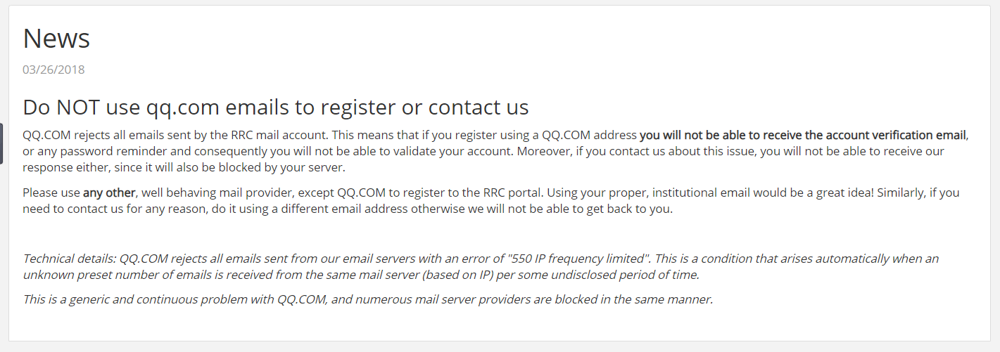 News
03/26/2018
Do NOT use qq.com emails to register or contact us
QQ.COM rejects all emails sent by the RRC mail account. This means that if you register using a QQ.COM address you will not be able to receive the account verification email,
or any password reminder and consequently you will not be able to validate your account. Moreover, if you contact us about this issue, you will not be able to receive our
response either, since it will also be blocked by your server.
Please use any other, well behaving mail provider, except QQ.COM to register to the RRC portal. Using your proper, institutional email would be a great idea! Similarly, if you
need to contact us for any reason, do it using a different email address otherwise we will not be able to get back to you.
Technical details: QQ.COM rejects all emails sent from our email servers with an error of "550 IP frequency limited". This is a condition that arises automatically when an
unknown preset number of emails is received from the same mail server (based on IP) per some undisclosed period of time.
This is a generic and continuous problem with QQ.COM, and numerous mail server providers are blocked in the same manner.